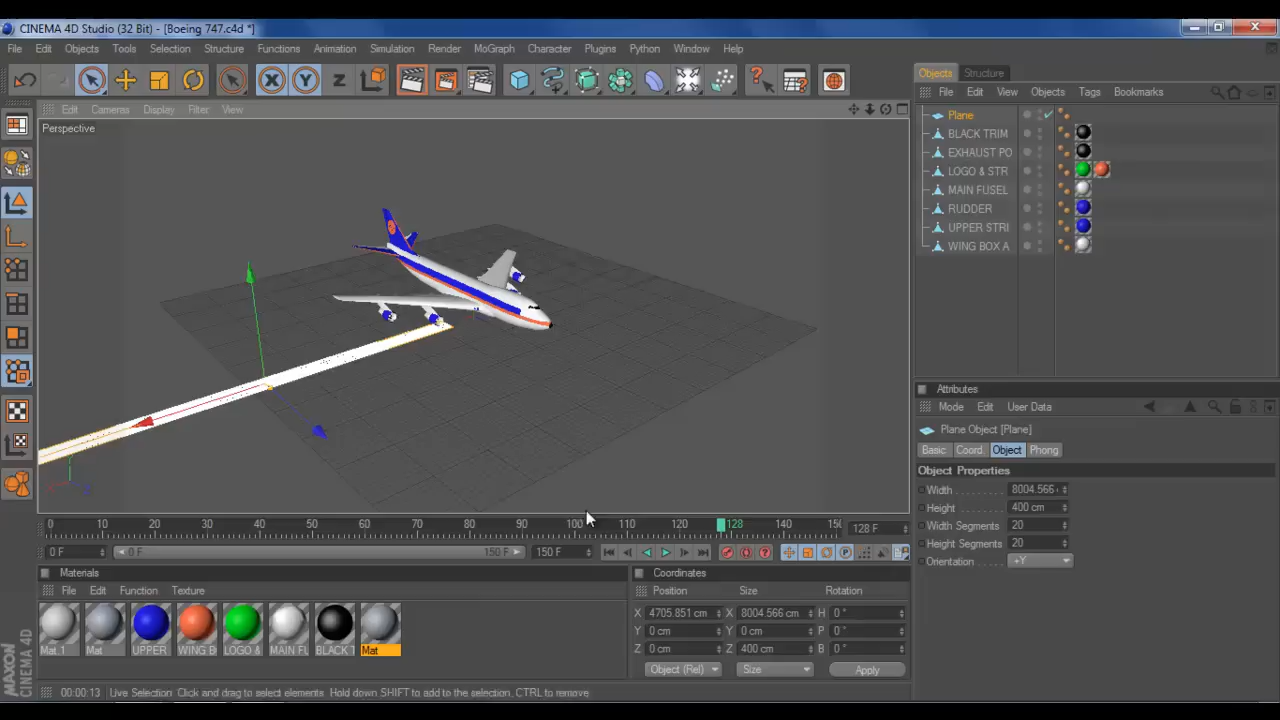 CINEMA 4D Studio (32 Bit) - [Boeing 747.c4d *]
File Edit Objects Tools Selection Structure Functions Animation Simulation Render MoGraph Character Plugins Python Window Help
Objects Structure
File Edit View Objects Tags Bookmarks
Edit Cameras Display Filter View
Perspective
Plane
BLACK TRIM
EXHAUST PO
LOGO & STR
MAIN FUSEL
RUDDER
UPPER STRI
WING BOX A
Attributes
Mode Edit User Data
Plane Object [Plane]
Basic Coord. Object Phong
Object Properties
Width 8004.566
Height 400 cm
Width Segments 20
Height Segments 20
Orientation +Y
0 10 20 30 40 50 60 70 80 90 100 110 120 128 140 15 128 F
0 F 0 F 150 F 150 F
Materials
File Edit Function Texture
Mat.1 Mat UPPER WING B LOGO & MAIN FU BLACK T Mat
Coordinates
Position Size Rotation
X 4705.851 cm X 8004.566 cm H 0 °
Y 0 cm Y 0 cm P 0 °
Z 0 cm Z 400 cm B 0 °
Object (Rel) Size Apply
MAXON CINEMA 4D
00:00:13 Live Selection: Click and drag to select elements. Hold down SHIFT to add to the selection, CTRL to remove.